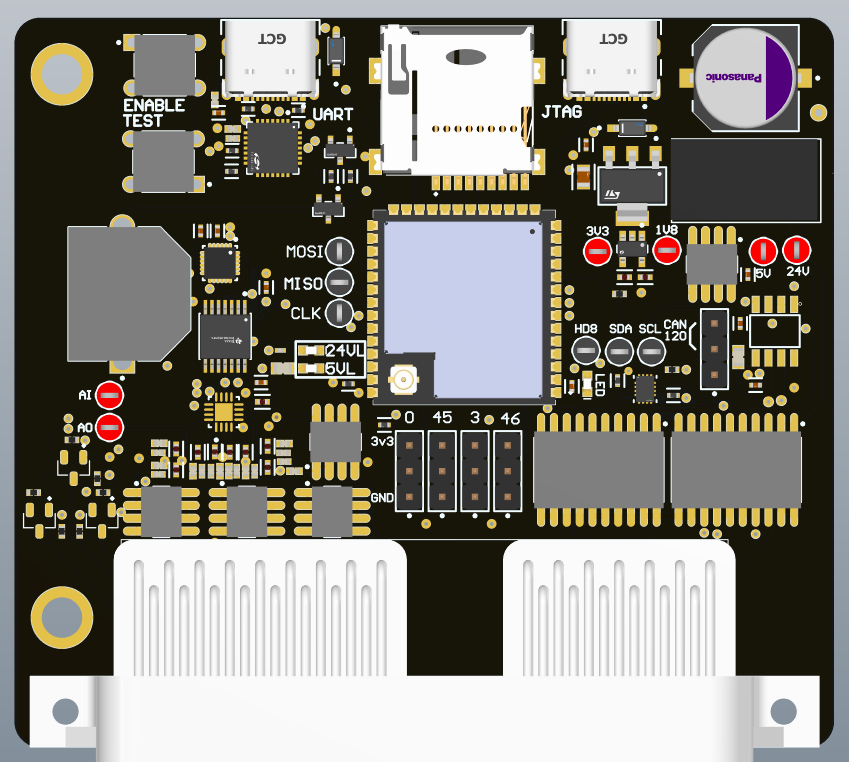 GCT
GCT
Panasonic
ENABLE
TEST
UART
JTAG
ST
3V3
1V8
5V
24V
MOSI
MISO
CLK
HD8
SDA
SCL
CAN
120
24VL
5VL
LED
AI
AO
0
45
3
46
3v3
GND